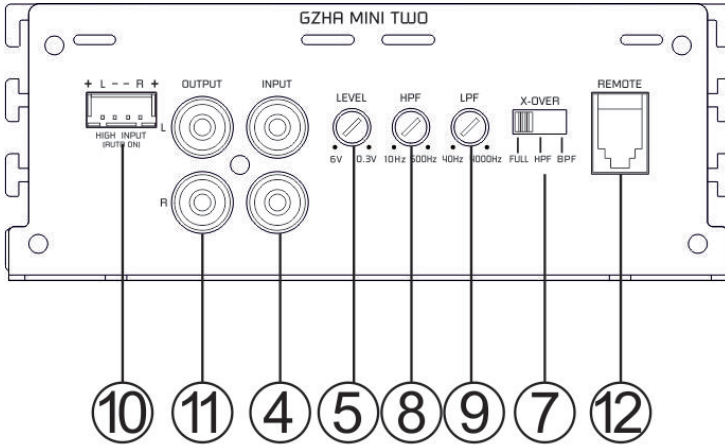 GZHA MINI TWO
+ L - - R +
OUTPUT
INPUT
LEVEL
HPF
LPF
X-OVER
REMOTE
L
HIGH INPUT
(AUTO ON)
6V
0.3V
10Hz
500Hz
40Hz
4000Hz
FULL
HPF
BPF
R
10
11
4
5
8
9
7
12